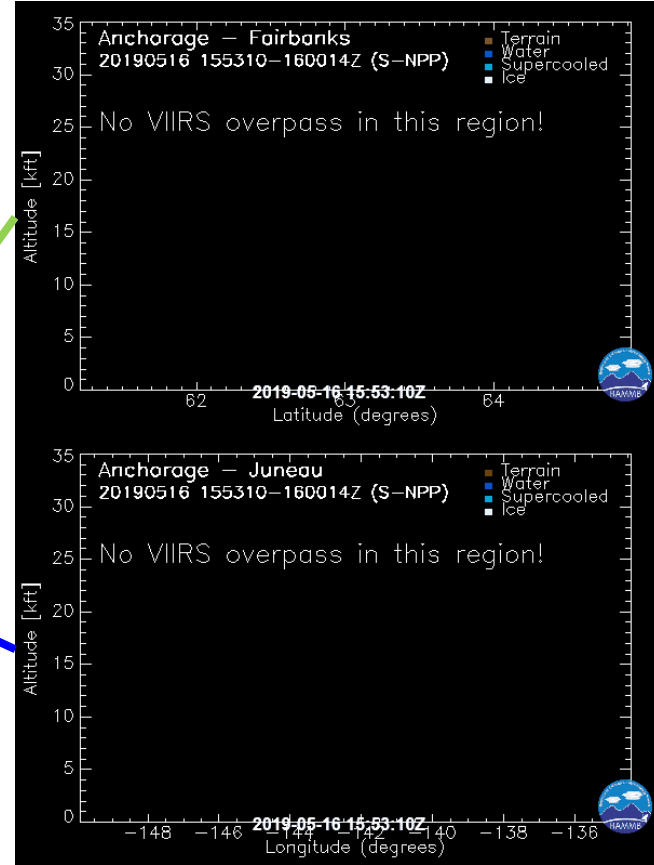 35
Anchorage – Fairbanks
Terrain
20190516 155310–160014Z (S–NPP)
Water
Supercooled
Ice
30
No VIIRS overpass in this region!
25
20
Altitude [kft]
15
10
5
0
2019-05-16 15:53:10Z
62 63 64
Latitude (degrees)
HAMMB
35
Anchorage – Juneau
Terrain
20190516 155310–160014Z (S–NPP)
Water
Supercooled
Ice
30
No VIIRS overpass in this region!
25
20
Altitude [kft]
15
10
5
0
2019-05-16 15:53:10Z
−148 −146 −144 −142 −140 −138 −136
Longitude (degrees)
HAMMB